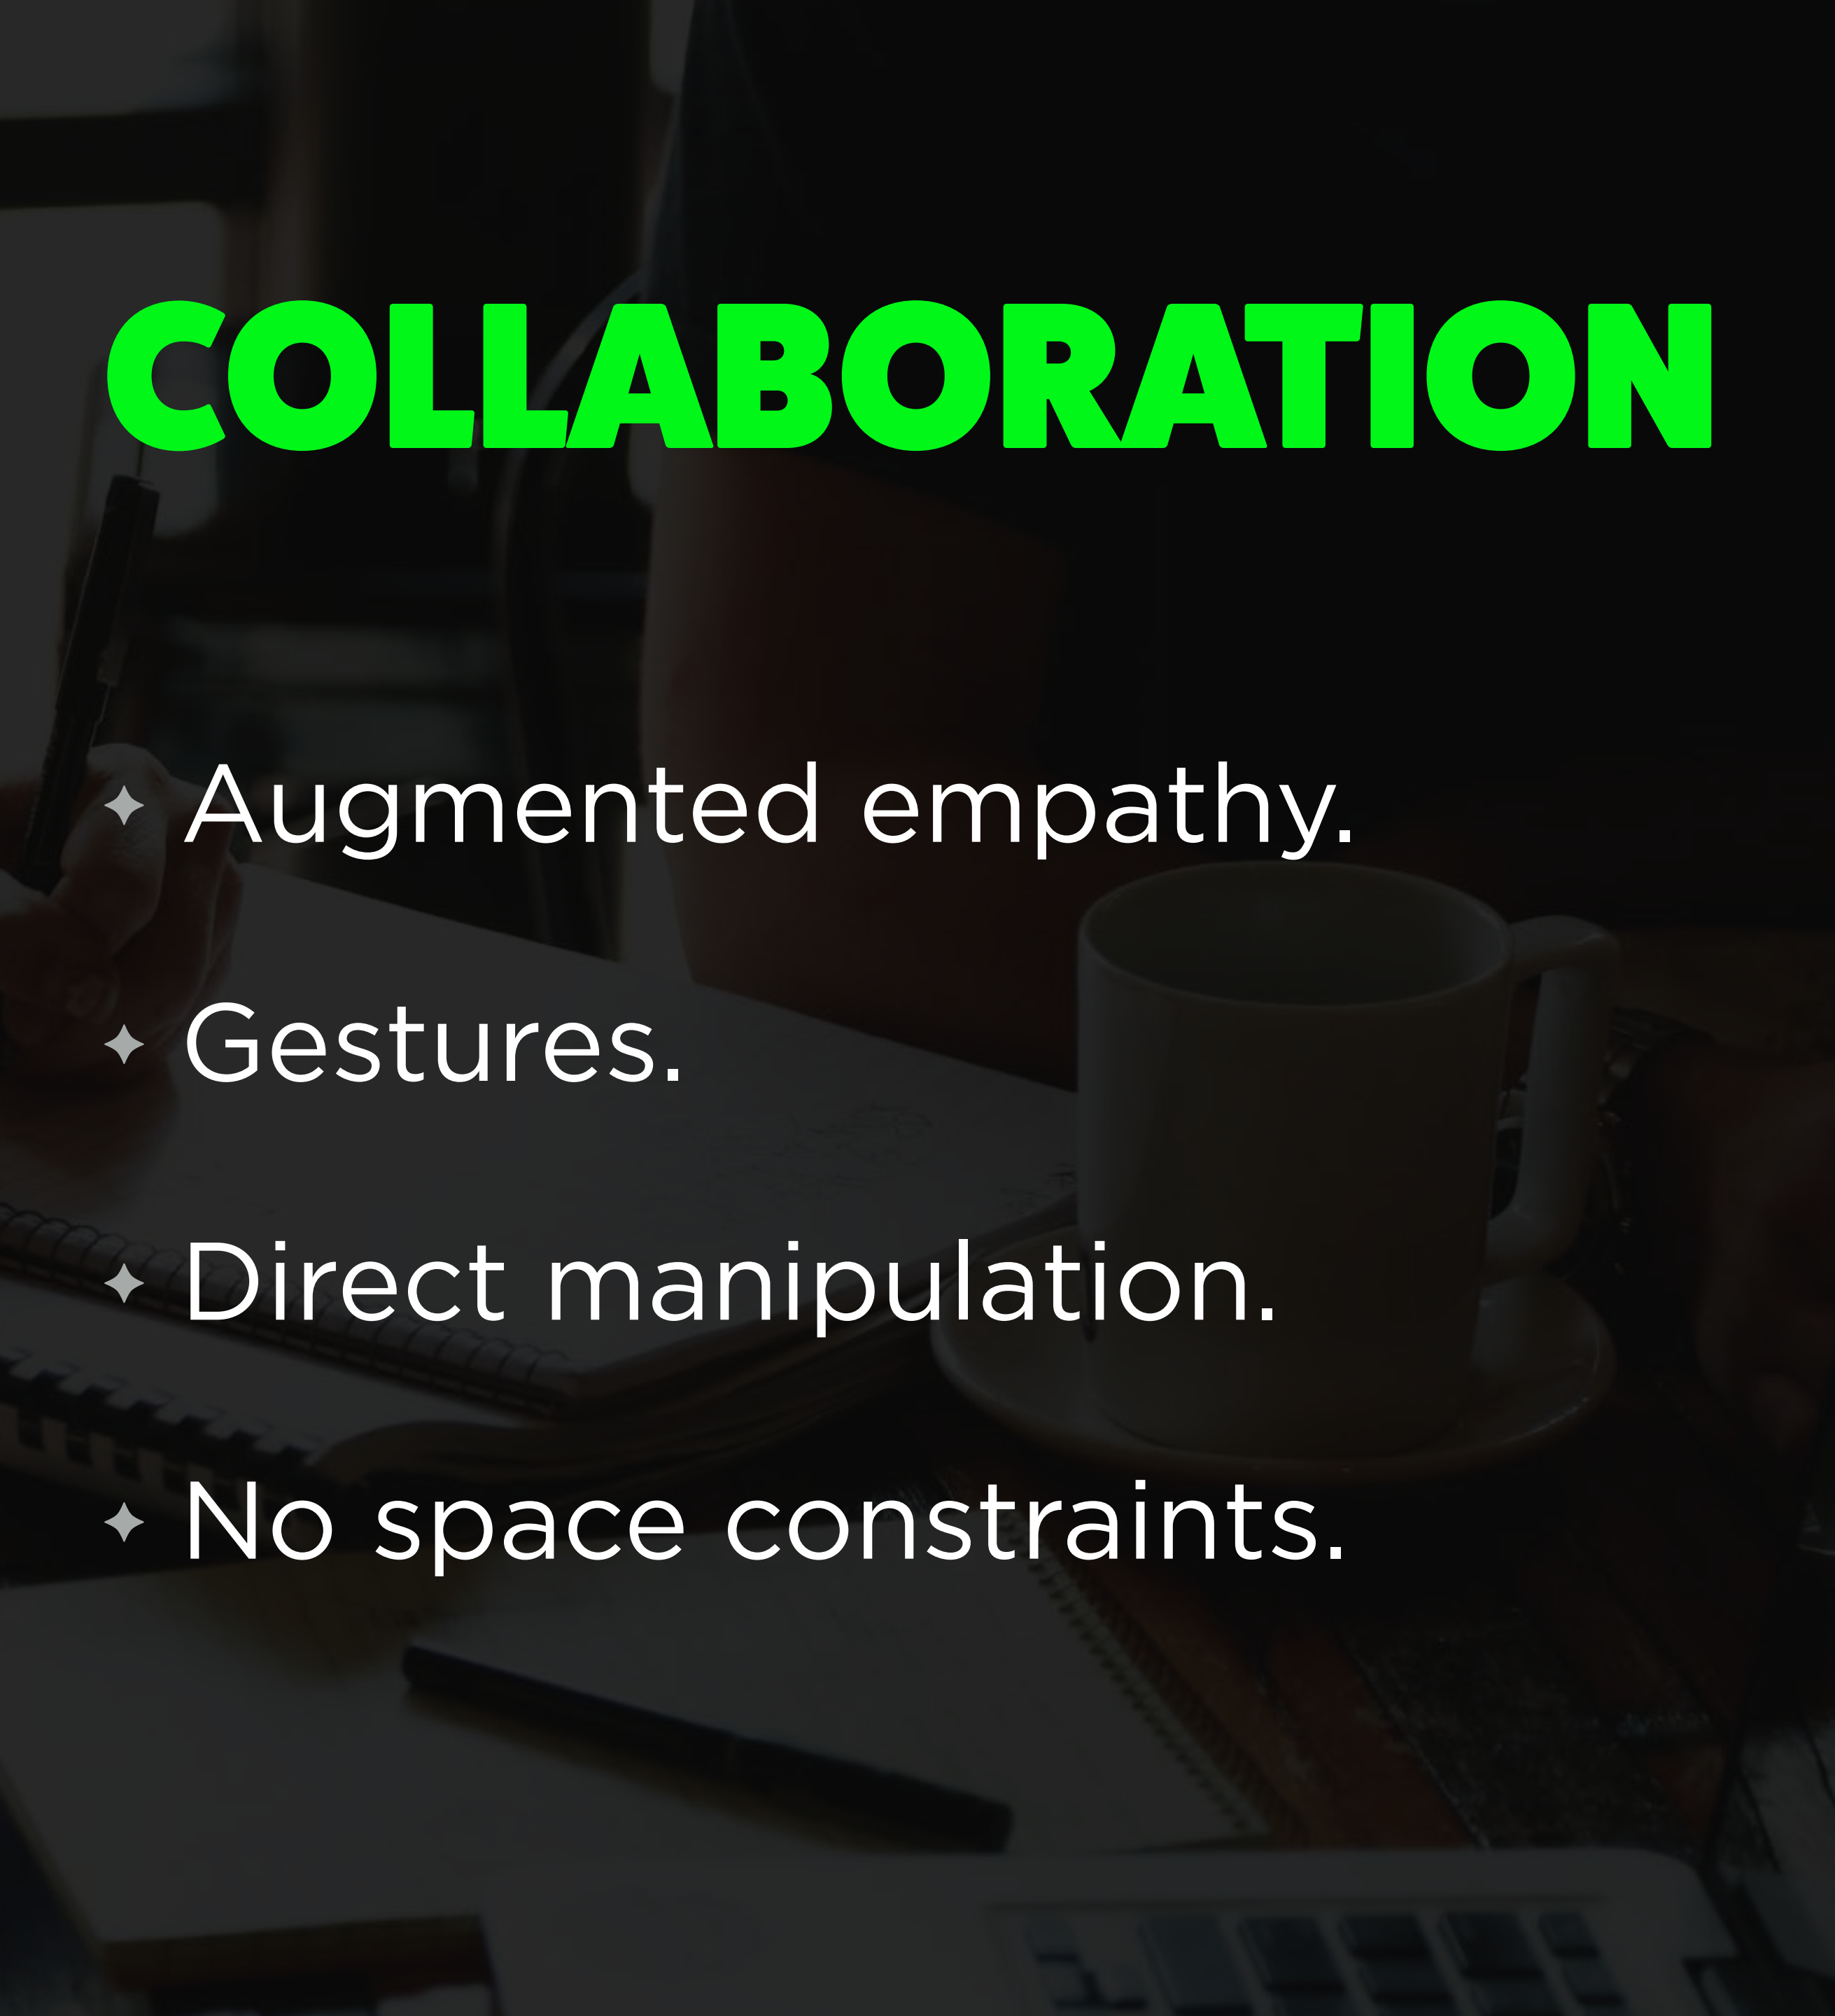 COLLABORATION
Augmented empathy.
Gestures.
Direct manipulation.
No space constraints.